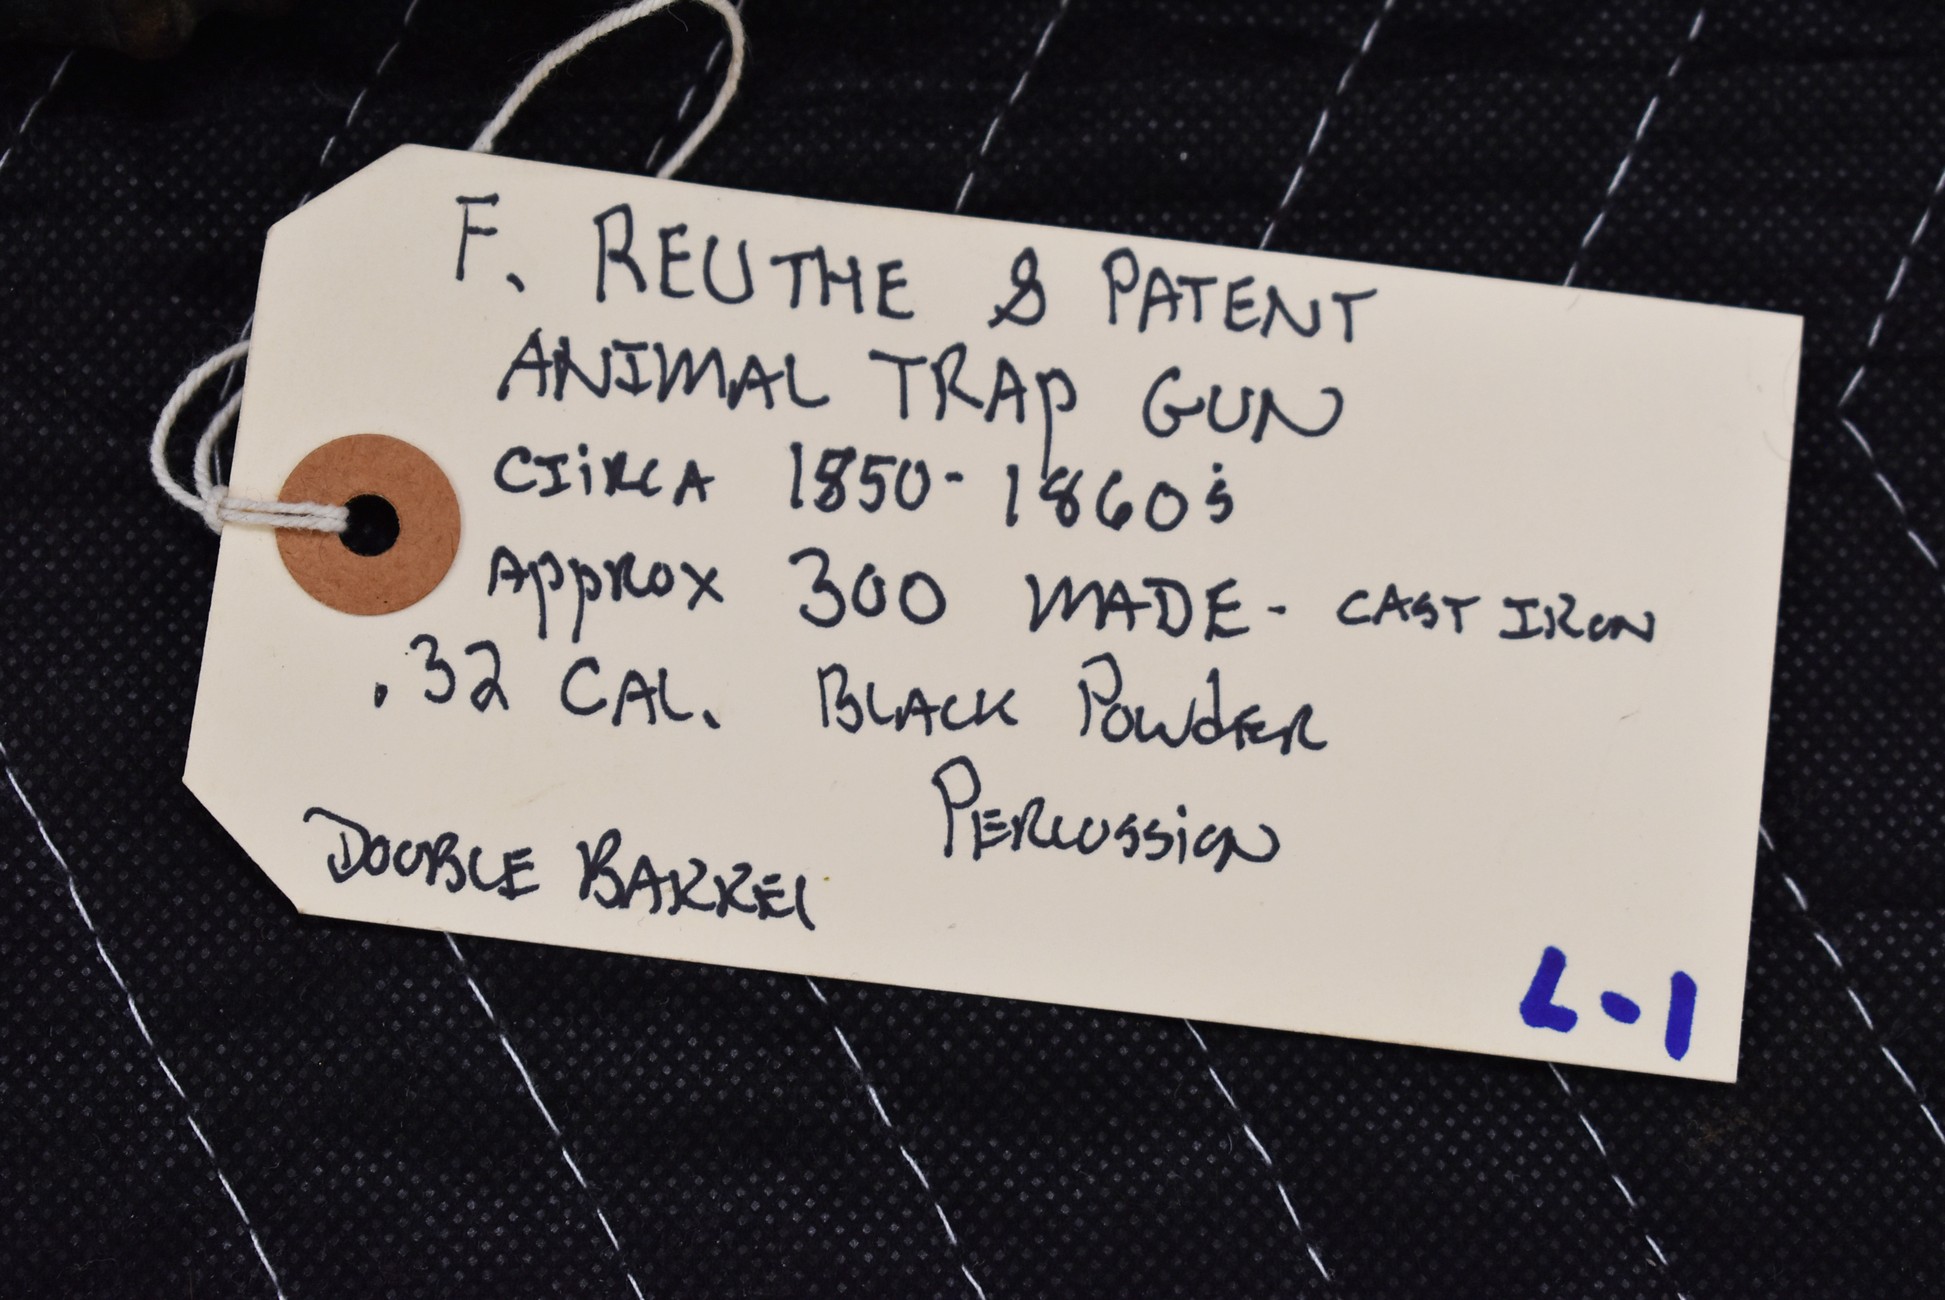 F. REUTHE & PATENT
ANIMAL TRAP GUN
CIiRCA 1850-1860's
APPROX 300 MADE - CAST IRON
.32 CAL. BLACK POWDER
PERCUSSION
DOUBLE BARREL
L-1